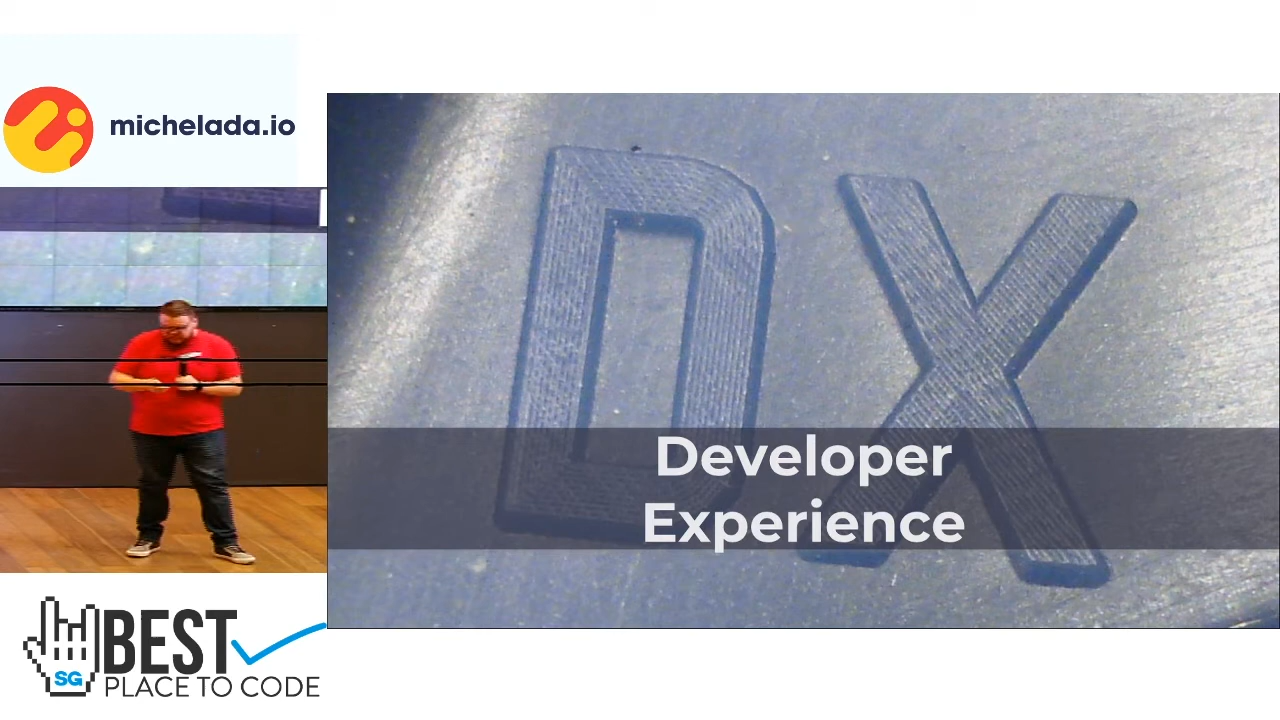 michelada.io
DX
Developer
Experience
SG
BEST
PLACE TO CODE